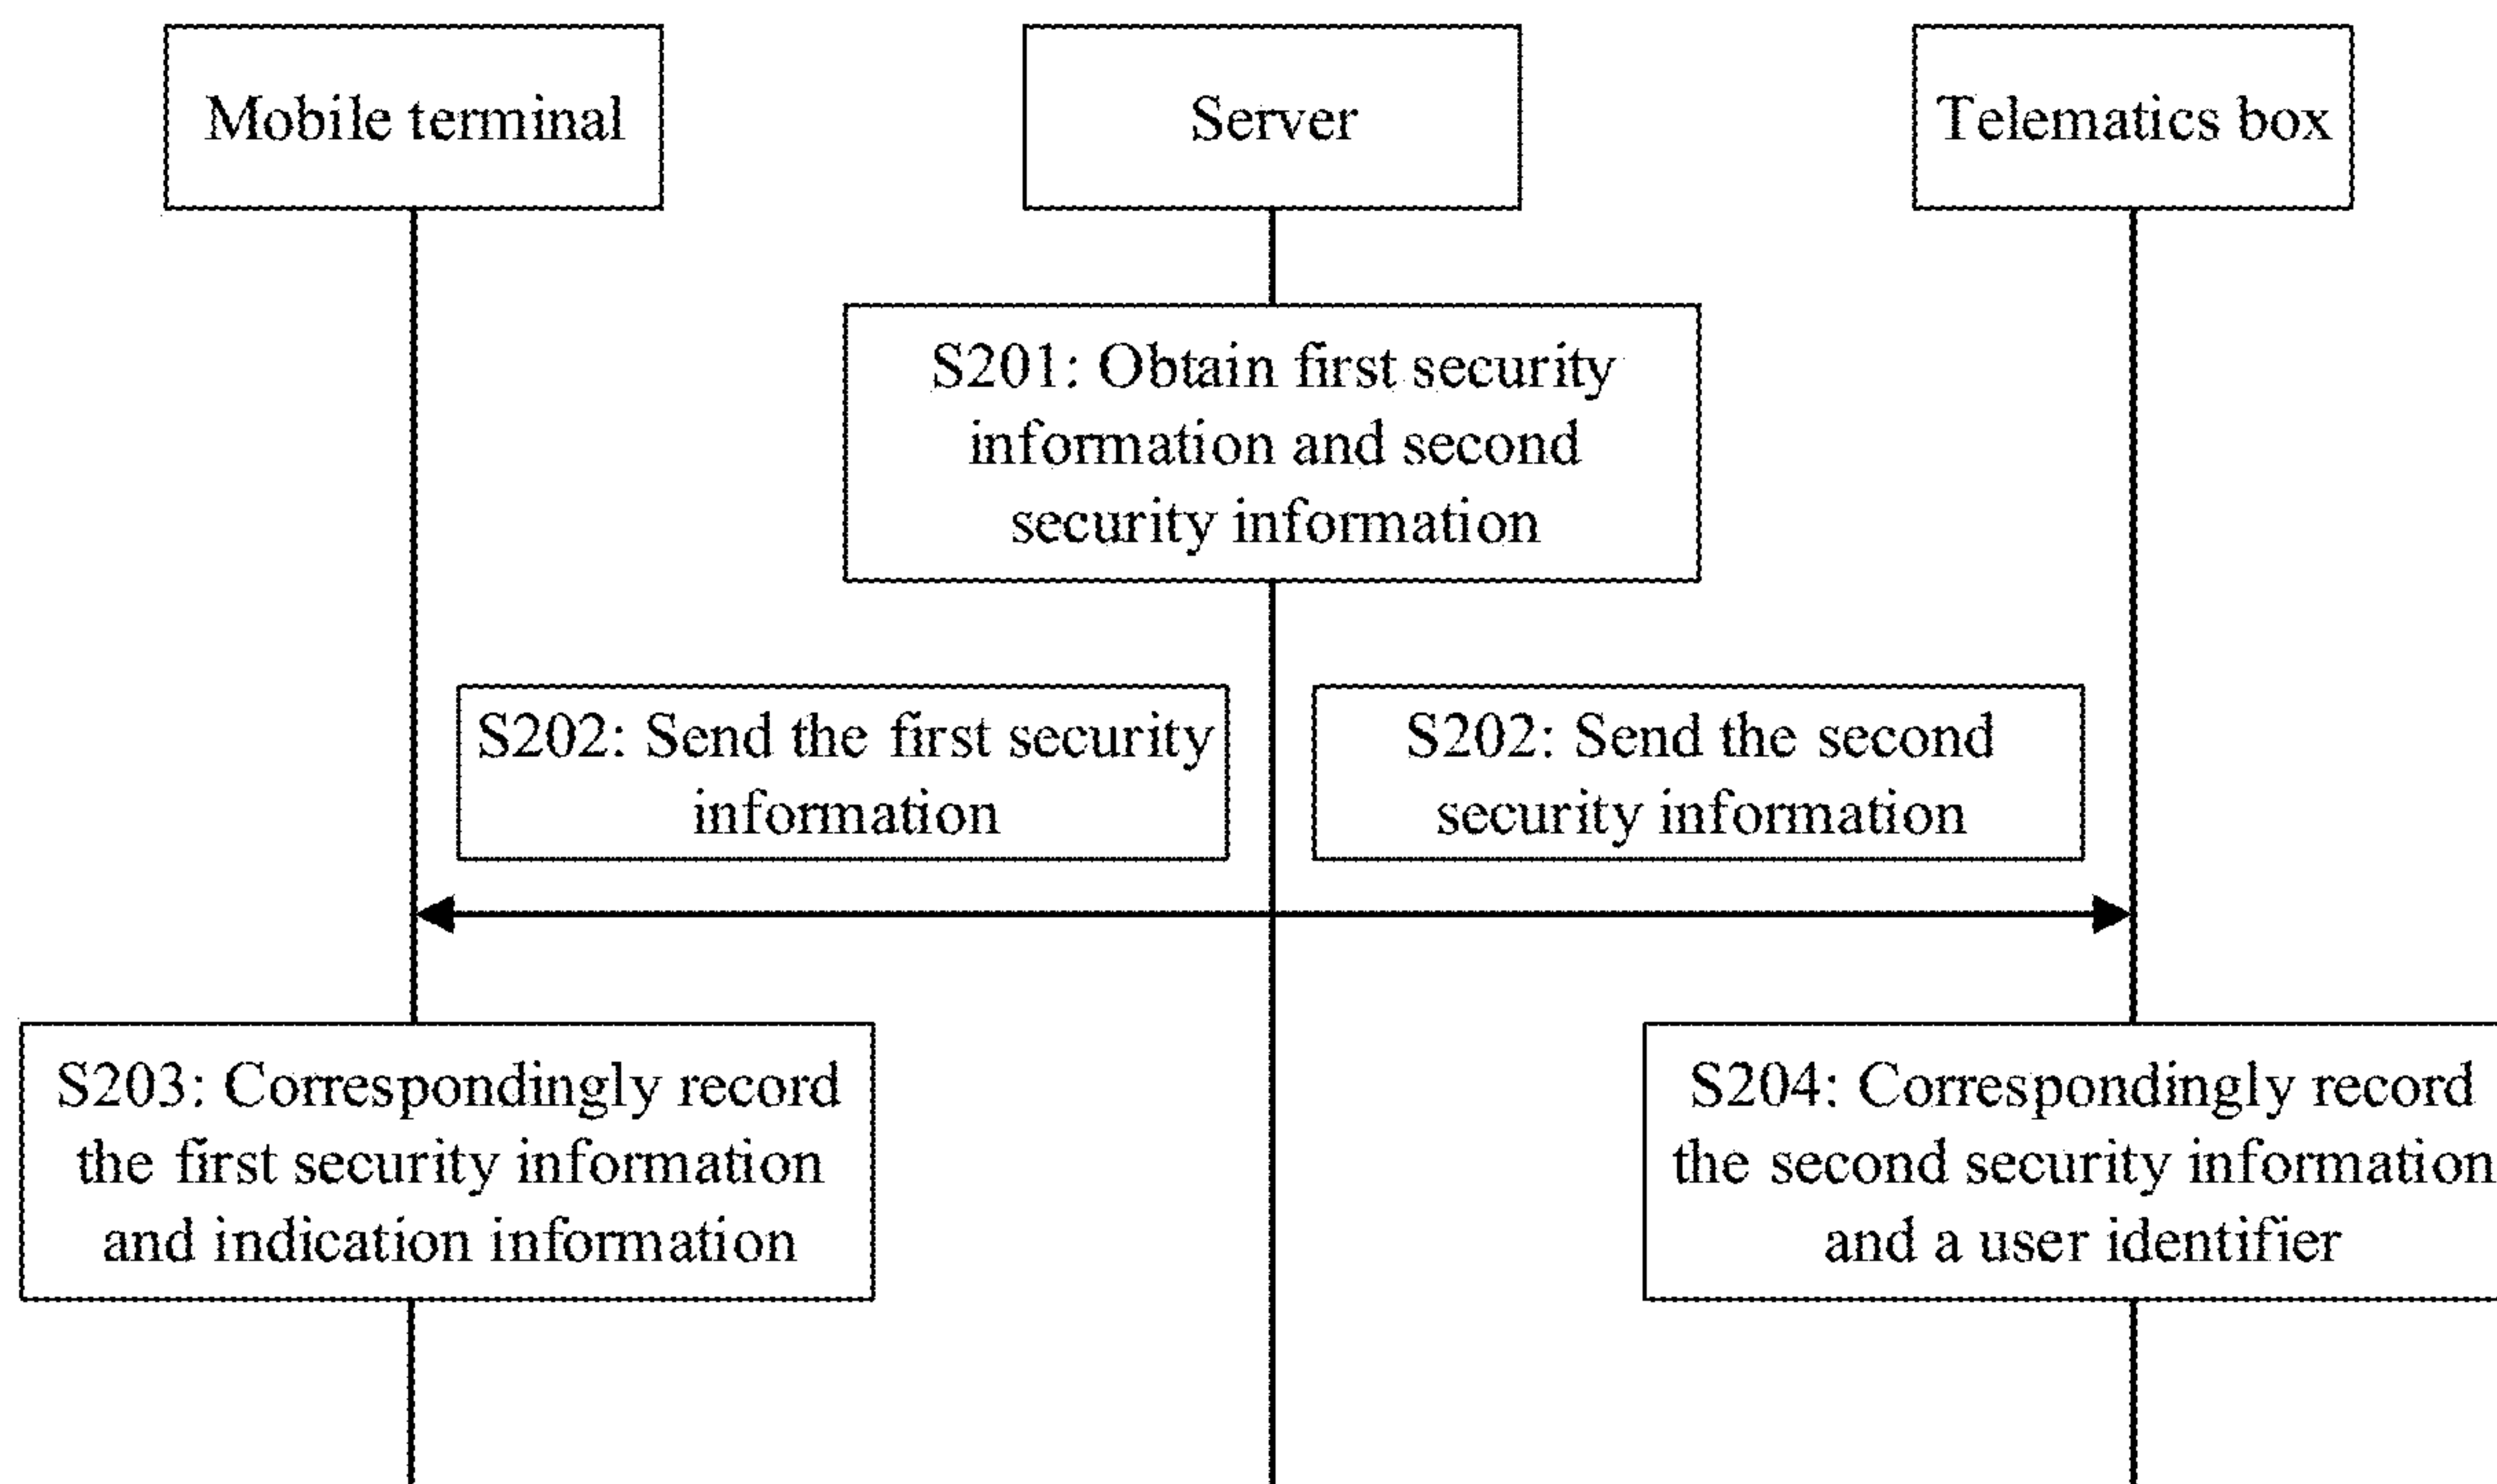 Mobile terminal
Server
Telematics box
S201: Obtain first security
information and second
security information
S202: Send the first security
information
S202: Send the second
security information
S203: Correspondingly record
the first security information
and indication information
S204: Correspondingly record
the second security information
and a user identifier